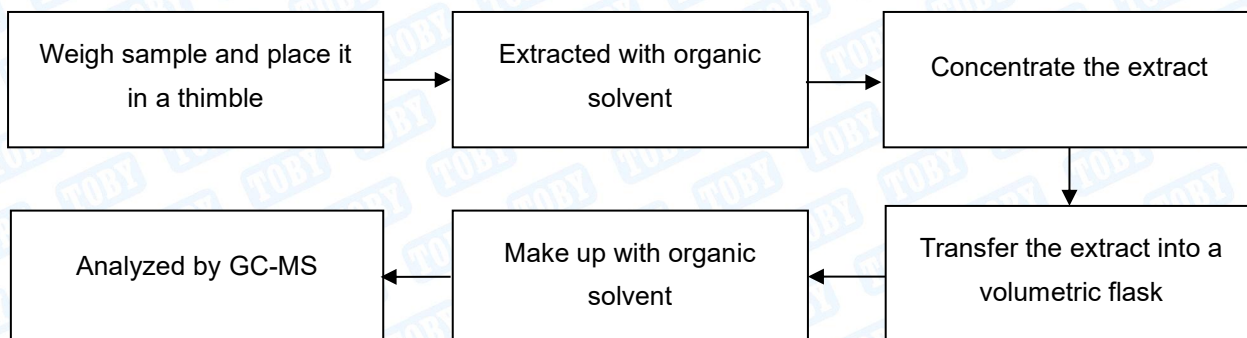 Weigh sample and place it
in a thimble
Extracted with organic
solvent
Concentrate the extract
Transfer the extract into a
volumetric flask
Make up with organic
solvent
Analyzed by GC-MS
TOBY